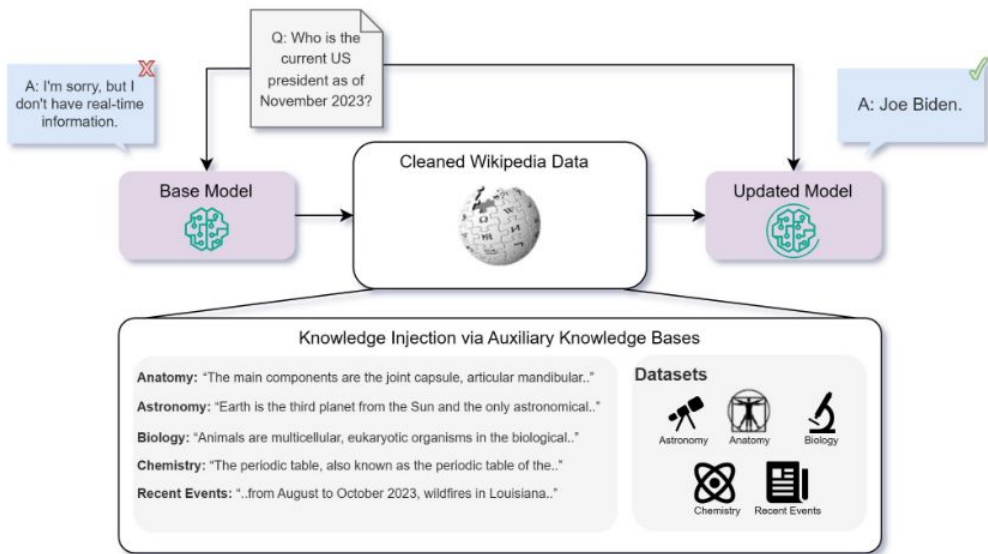 Q: Who is the
current US
president as of
November 2023?
A: I'm sorry, but I
don't have real-time
information.
A: Joe Biden.
Base Model
Cleaned Wikipedia Data
Updated Model
Knowledge Injection via Auxiliary Knowledge Bases
Anatomy: “The main components are the joint capsule, articular mandibular..”
Astronomy: “Earth is the third planet from the Sun and the only astronomical..”
Biology: “Animals are multicellular, eukaryotic organisms in the biological..”
Chemistry: “The periodic table, also known as the periodic table of the..”
Recent Events: “..from August to October 2023, wildfires in Louisiana..”
Datasets
Astronomy
Anatomy
Biology
Chemistry
Recent Events